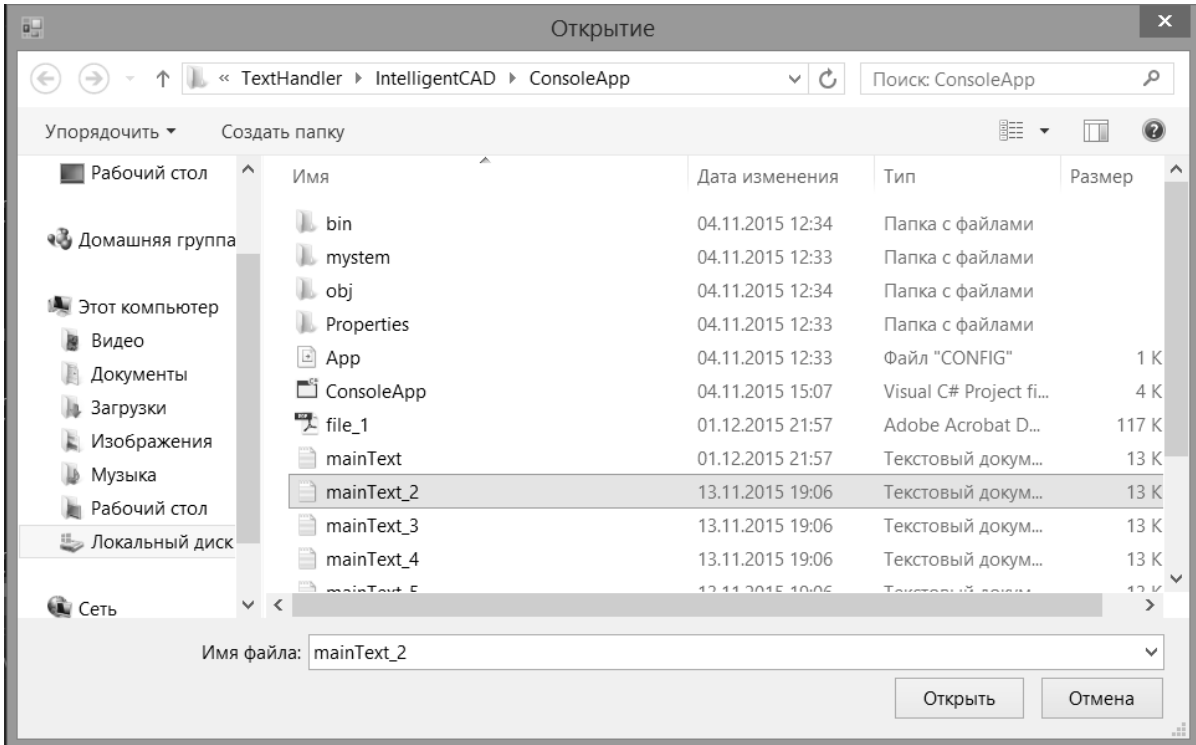 Открытие
« TextHandler IntelligentCAD ConsoleApp Поиск: ConsoleApp
Упорядочить Создать папку
Рабочий стол
Домашняя группа
Этот компьютер
Видео
Документы
Загрузки
Изображения
Музыка
Рабочий стол
Локальный диск
Сеть
Имя Дата изменения Тип Размер
bin 04.11.2015 12:34 Папка с файлами
mystem 04.11.2015 12:33 Папка с файлами
obj 04.11.2015 12:34 Папка с файлами
Properties 04.11.2015 12:33 Папка с файлами
App 04.11.2015 12:33 Файл "CONFIG" 1 К
ConsoleApp 04.11.2015 15:07 Visual C# Project fi... 4 К
file_1 01.12.2015 21:57 Adobe Acrobat D... 117 К
mainText 01.12.2015 21:57 Текстовый докум... 13 К
mainText_2 13.11.2015 19:06 Текстовый докум... 13 К
mainText_3 13.11.2015 19:06 Текстовый докум... 13 К
mainText_4 13.11.2015 19:06 Текстовый докум... 13 К
Имя файла: mainText_2
Открыть Отмена